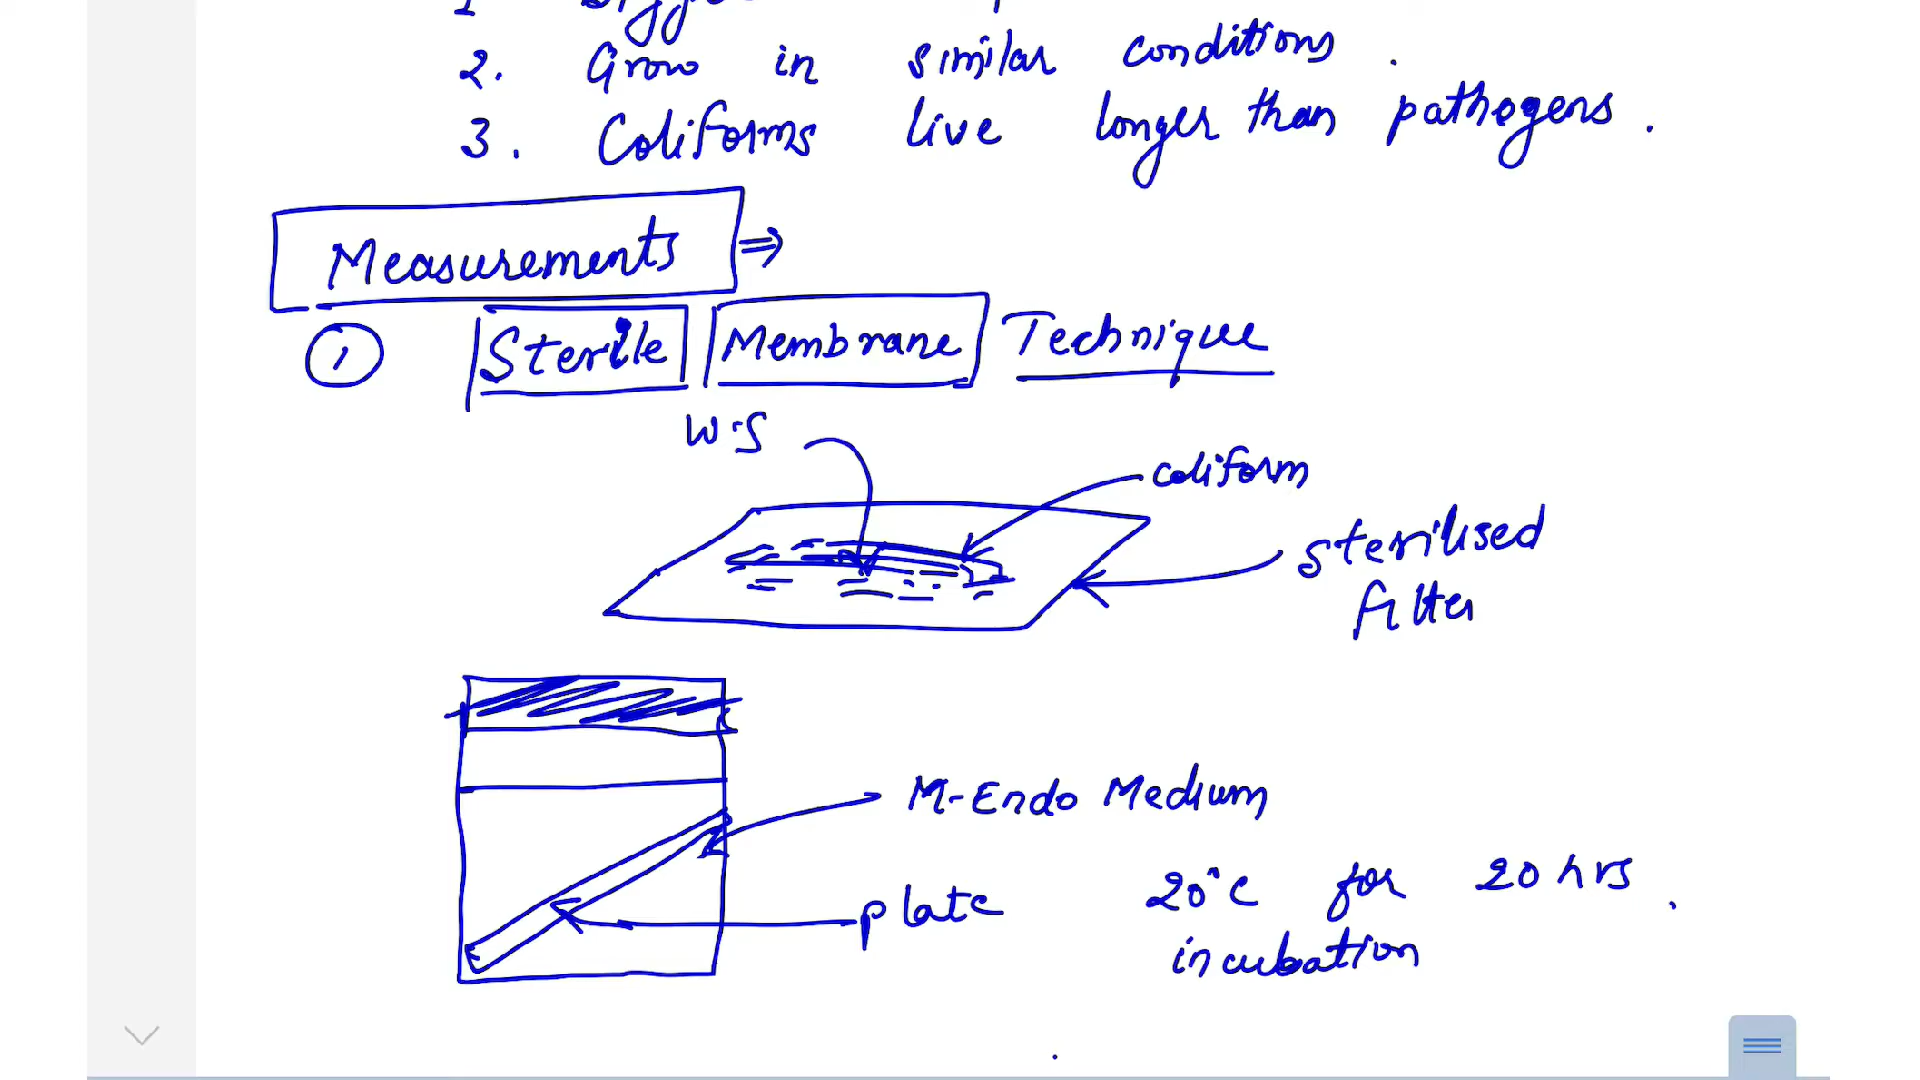 1
2. Grow in similar conditions.
3. Coliforms live longer than pathogens.
Measurements ⇒
1 Sterile Membrane Technique
W.S
coliform
sterilised
filter
M-Endo Medium
plate
20°C for 20 hrs.
incubation